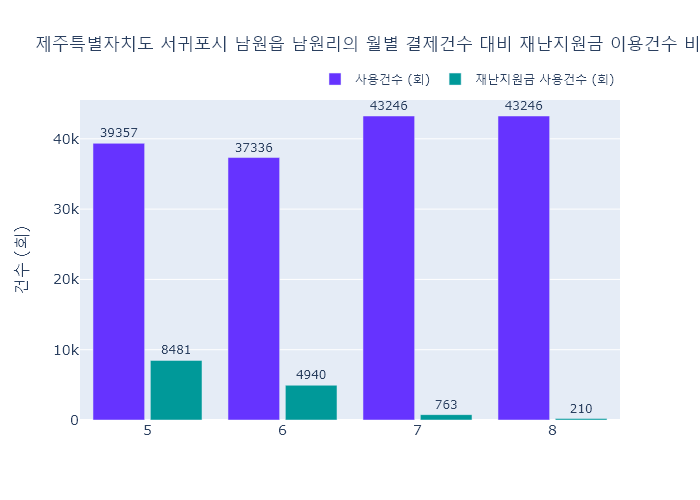 제주특별자치도 서귀포시 남원읍 남원리의 월별 결제건수 대비 재난지원금 이용건수 비
사용건수 (회) 재난지원금 사용건수 (회)
43246 43246
40k
39357
37336
30k
건수 (회)
20k
10k
8481
4940
763
210
0
5 6 7 8